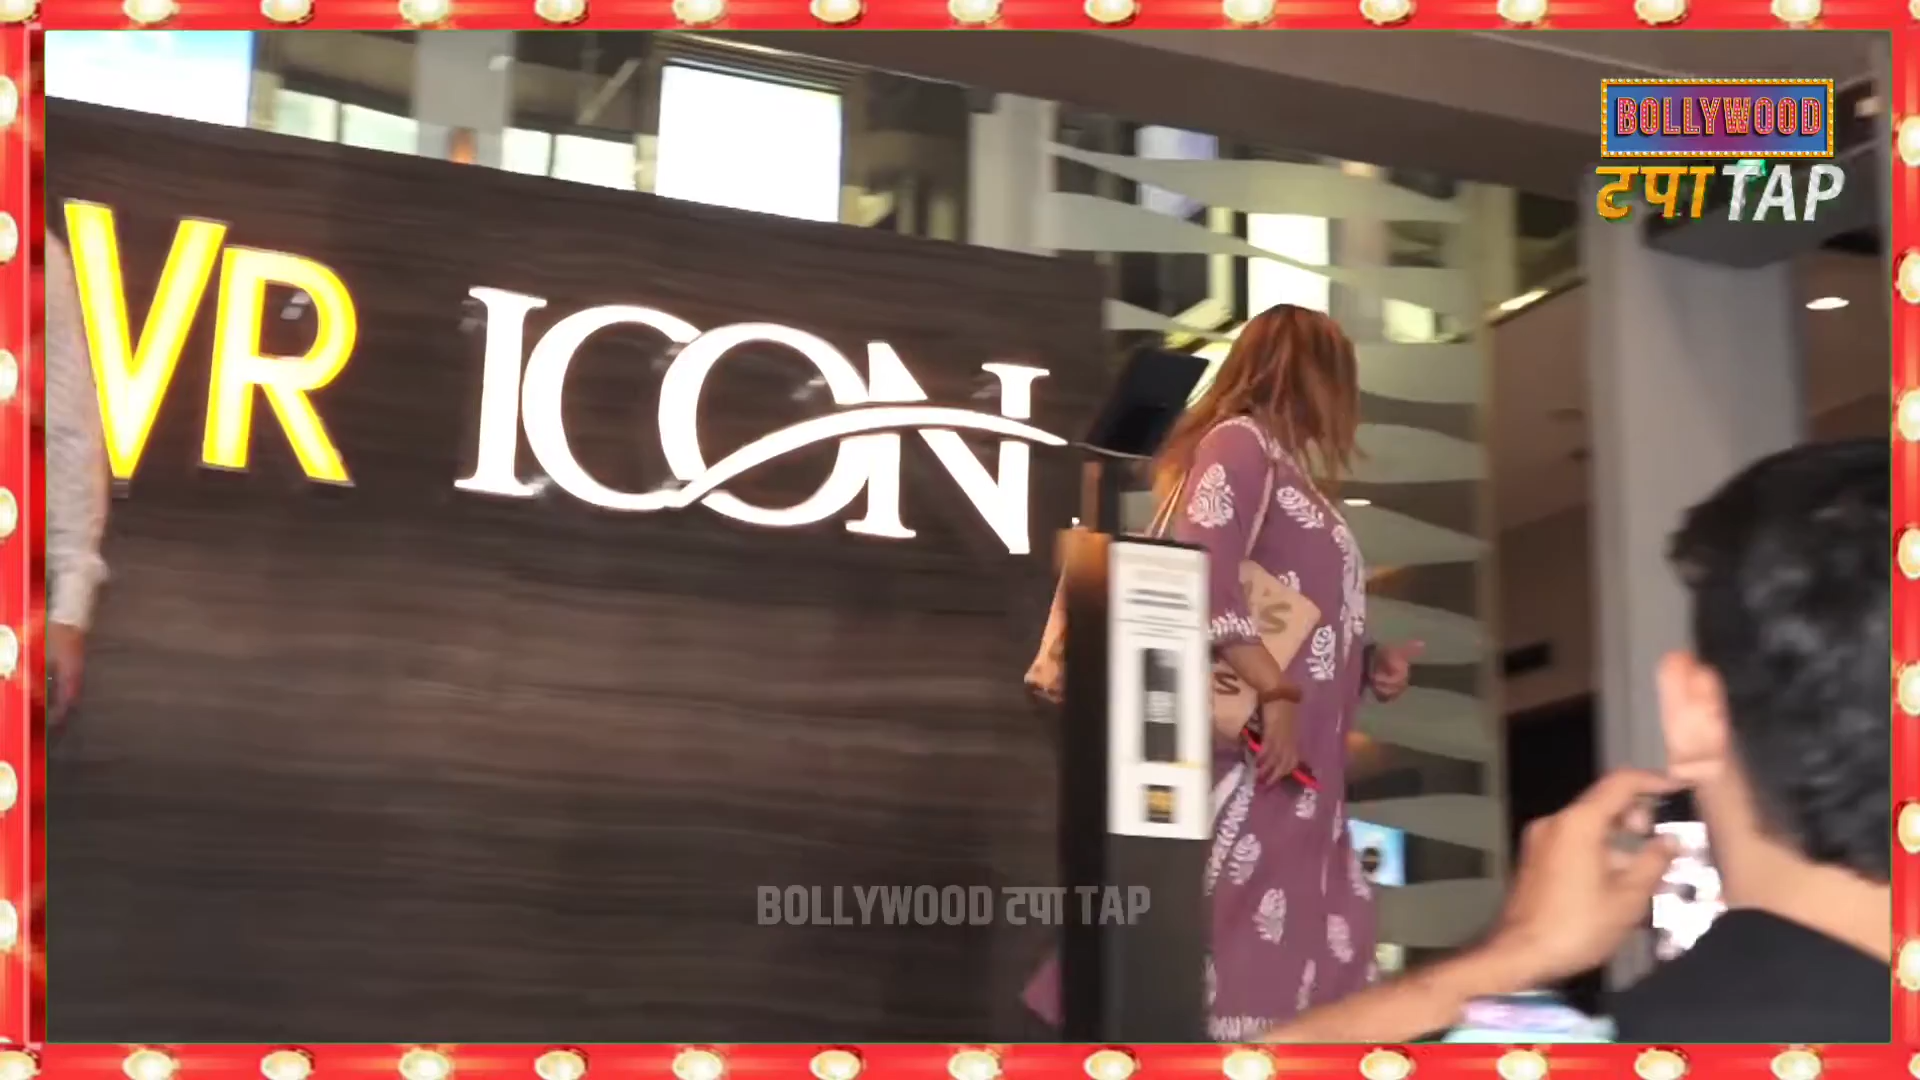 BOLLYWOOD
टपा TAP
VR ICON
BOLLYWOOD टपा TAP